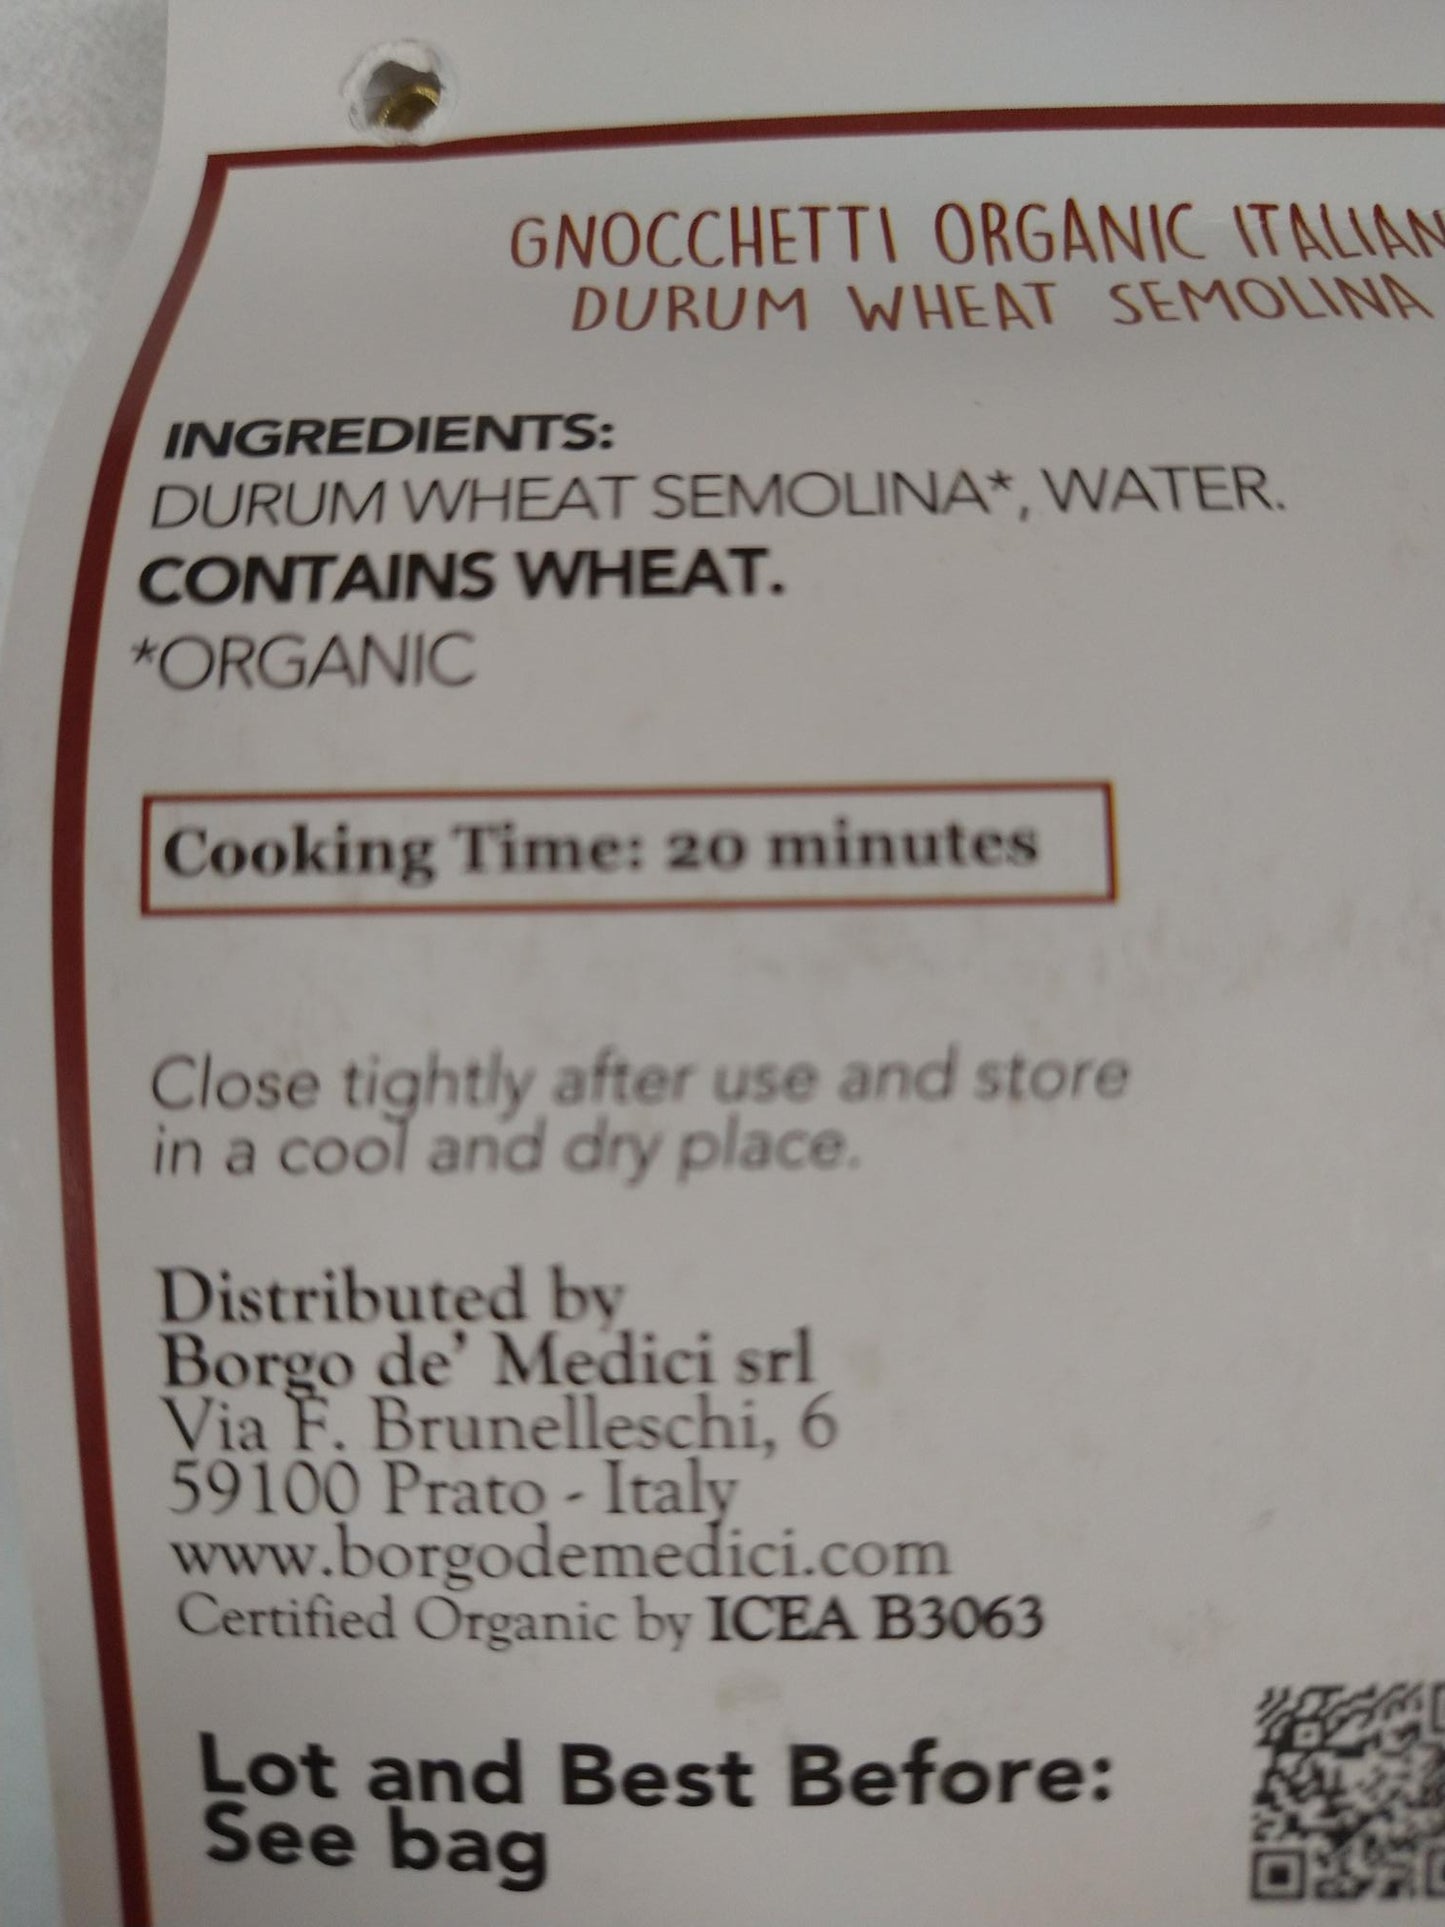 GNOCCHETTI ORGANIC ITALIAN
DURUM WHEAT SEMOLINA
INGREDIENTS:
DURUM WHEAT SEMOLINA*, WATER.
CONTAINS WHEAT.
*ORGANIC
Cooking Time: 20 minutes
Close tightly after use and store
in a cool and dry place.
Distributed by
Borgo de' Medici srl
Via F. Brunelleschi, 6
59100 Prato - Italy
www.borgodemedici.com
Certified Organic by ICEA B3063
Lot and Best Before:
See bag